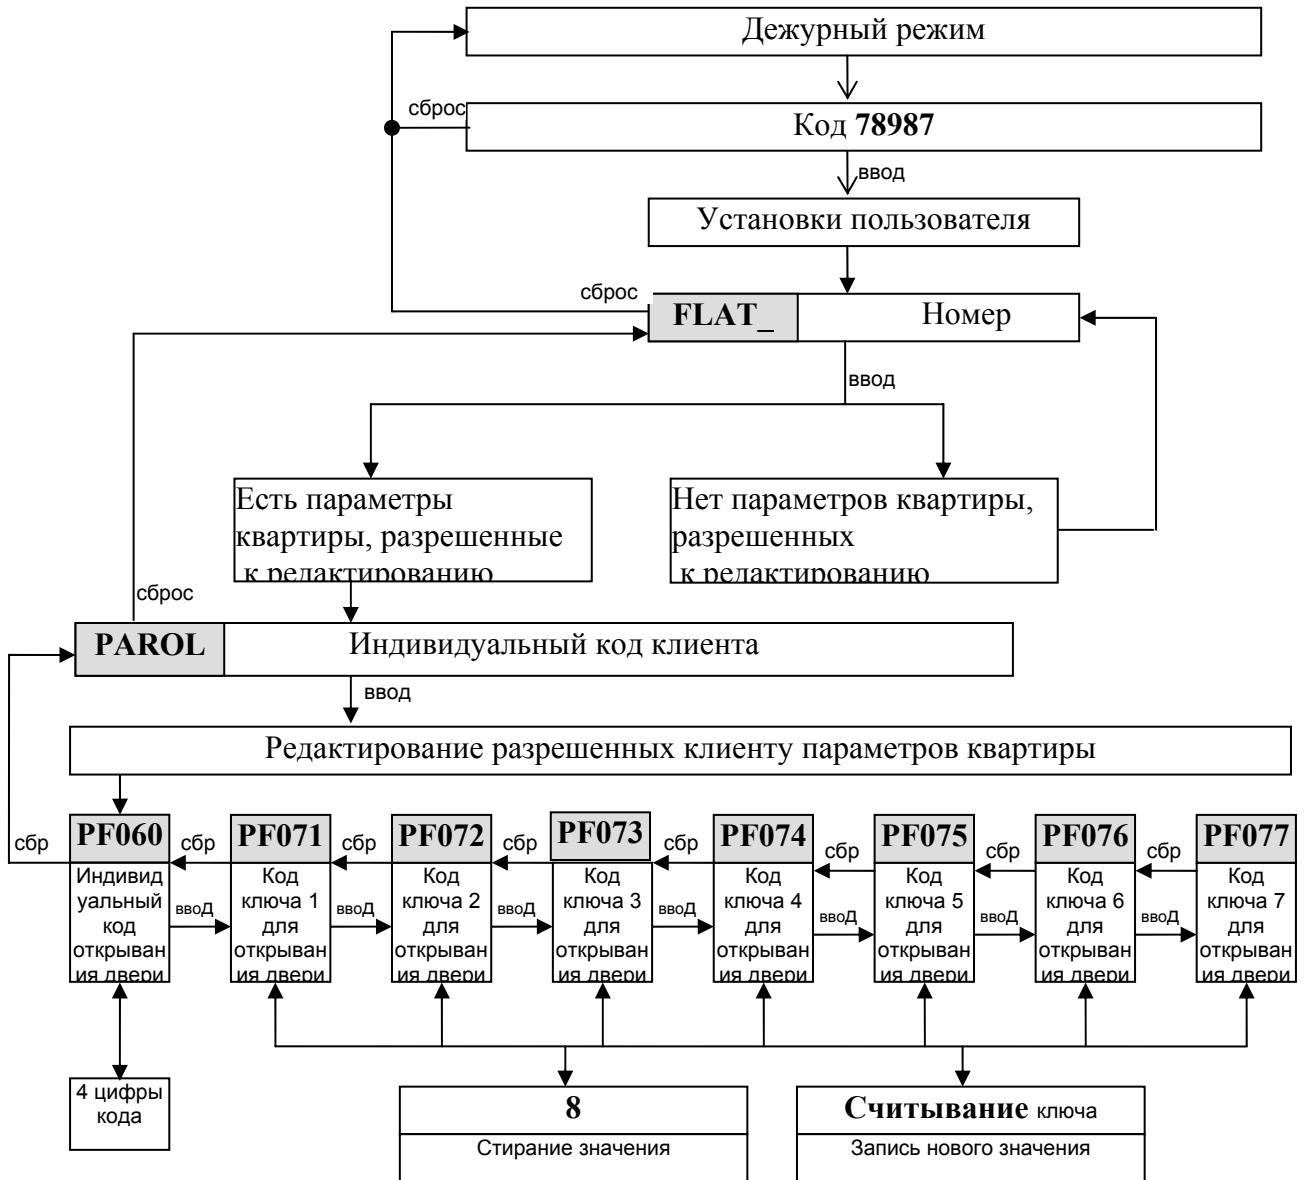 Дежурный режим
сброс
Код 78987
ввод
Установки пользователя
сброс
FLAT_ Номер
ввод
Есть параметры
квартиры, разрешенные
к редактированию
Нет параметров квартиры,
разрешенных
к редактированию
сброс
PAROL Индивидуальный код клиента
ввод
Редактирование разрешенных клиенту параметров квартиры
сбр PF060 сбр PF071 сбр PF072 сбр PF073 сбр PF074 сбр PF075 сбр PF076 сбр PF077
Индивид
уальный
код
открыван
ия двери
ввоД
Код
ключа 1
для
открыван
ия двери
ввоД
Код
ключа 2
для
открыван
ия двери
ввоД
Код
ключа 3
для
открыван
ия двери
ввоД
Код
ключа 4
для
открыван
ия двери
ввоД
Код
ключа 5
для
открыван
ия двери
ввоД
Код
ключа 6
для
открыван
ия двери
ввоД
Код
ключа 7
для
открыван
ия двери
4 цифры
кода
8
Стирание значения
Считывание ключа
Запись нового значения